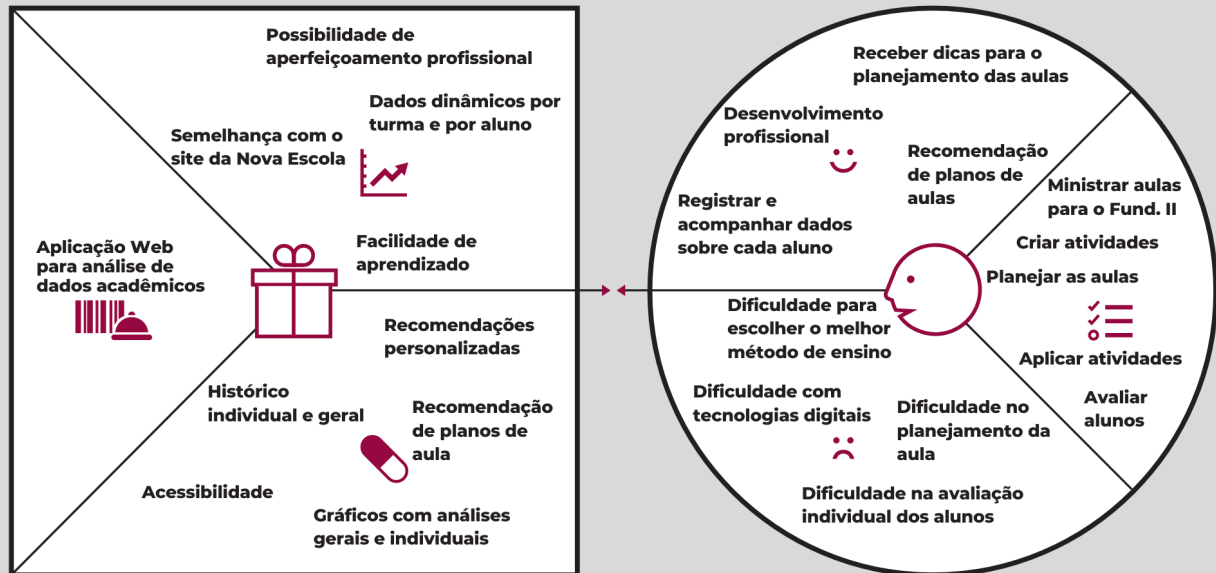 Possibilidade de
aperfeiçoamento profissional
Dados dinâmicos por
turma e por aluno
Semelhança com o
site da Nova Escola
Facilidade de
aprendizado
Aplicação Web
para análise de
dados acadêmicos
Recomendações
personalizadas
Histórico
individual e geral
Recomendação
de planos de
aula
Acessibilidade
Gráficos com análises
gerais e individuais
Receber dicas para o
planejamento das aulas
Desenvolvimento
profissional
Recomendação
de planos de
aulas
Registrar e
acompanhar dados
sobre cada aluno
Ministrar aulas
para o Fund. II
Criar atividades
Planejar as aulas
Aplicar atividades
Avaliar
alunos
Dificuldade para
escolher o melhor
método de ensino
Dificuldade com
tecnologias digitais
Dificuldade no
planejamento da
aula
Dificuldade na avaliação
individual dos alunos